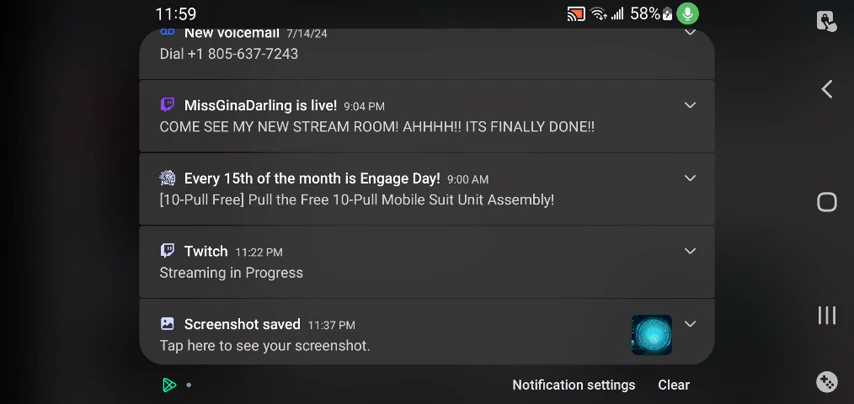 11:59
58%
New voicemail 7/14/24
Dial +1 805-637-7243
MissGinaDarling is live! 9:04 PM
COME SEE MY NEW STREAM ROOM! AHHHH!! ITS FINALLY DONE!!
Every 15th of the month is Engage Day! 9:00 AM
[10-Pull Free] Pull the Free 10-Pull Mobile Suit Unit Assembly!
Twitch 11:22 PM
Streaming in Progress
Screenshot saved 11:37 PM
Tap here to see your screenshot.
Notification settings Clear